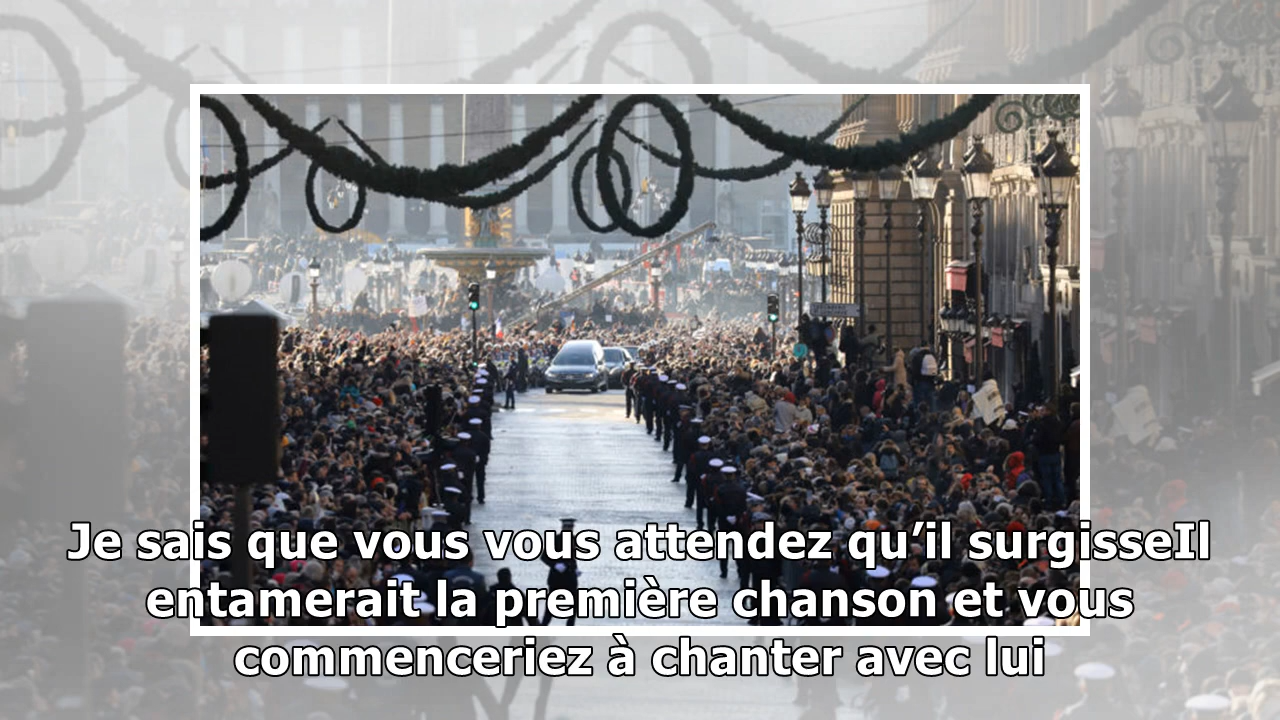 Je sais que vous vous attendez qu’il surgisseIl
entamerait la première chanson et vous
commenceriez à chanter avec lui